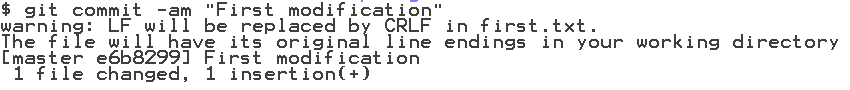 $ git commit -am "First modification"
warning: LF will be replaced by CRLF in first.txt.
The file will have its original line endings in your working directory
[master e6b8299] First modification
 1 file changed, 1 insertion(+)